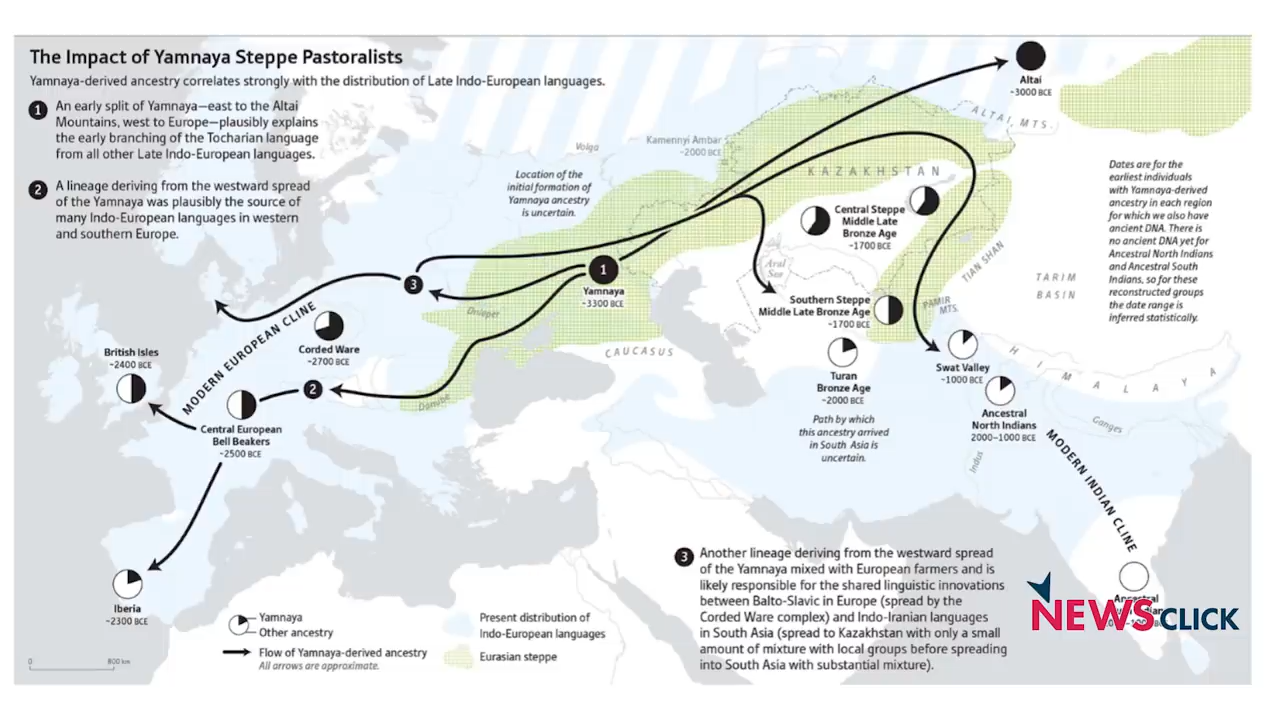 The Impact of Yamnaya Steppe Pastoralists
Yamnaya-derived ancestry correlates strongly with the distribution of Late Indo-European languages.
1
An early split of Yamnaya—east to the Altai
Mountains, west to Europe—plausibly explains
the early branching of the Tocharian language
from all other Late Indo-European languages.
2
A lineage deriving from the westward spread
of the Yamnaya was plausibly the source of
many Indo-European languages in western
and southern Europe.
Altai
~3000 BCE
ALTAI MTS.
Kamennyi Ambar
~2000 BCE
Volga
Location of the
initial formation of
Yamnaya ancestry
is uncertain.
KAZAKHSTAN
Central Steppe
Middle Late
Bronze Age
~1700 BCE
Dates are for the
earliest individuals
with Yamnaya-derived
ancestry in each region
for which we also have
ancient DNA. There is
no ancient DNA yet for
Ancestral North Indians
and Ancestral South
Indians, so for these
reconstructed groups
the date range is
inferred statistically.
1
Yamnaya
~3300 BCE
3
Aral
Sea
TIAN SHAN
TARIM
BASIN
Southern Steppe
Middle Late Bronze Age
~1700 BCE
PAMIR
MTS.
Dnieper
CAUCASUS
MODERN EUROPEAN CLINE
Corded Ware
~2700 BCE
British Isles
~2400 BCE
2
Danube
Central European
Bell Beakers
~2500 BCE
Turan
Bronze Age
~2000 BCE
Swat Valley
~1000 BCE
HIMALAYA
Ancestral
North Indians
2000–1000 BCE
Ganges
Indus
Path by which
this ancestry arrived
in South Asia is
uncertain.
MODERN INDIAN CLINE
3
Another lineage deriving from the westward spread
of the Yamnaya mixed with European farmers and is
likely responsible for the shared linguistic innovations
between Balto-Slavic in Europe (spread by the
Corded Ware complex) and Indo-Iranian languages
in South Asia (spread to Kazakhstan with only a small
amount of mixture with local groups before spreading
into South Asia with substantial mixture).
Ancestral
NEWSCLICK
Iberia
~2300 BCE
Yamnaya
Other ancestry
Flow of Yamnaya-derived ancestry
All arrows are approximate.
Present distribution of
Indo-European languages
Eurasian steppe
0 800 km